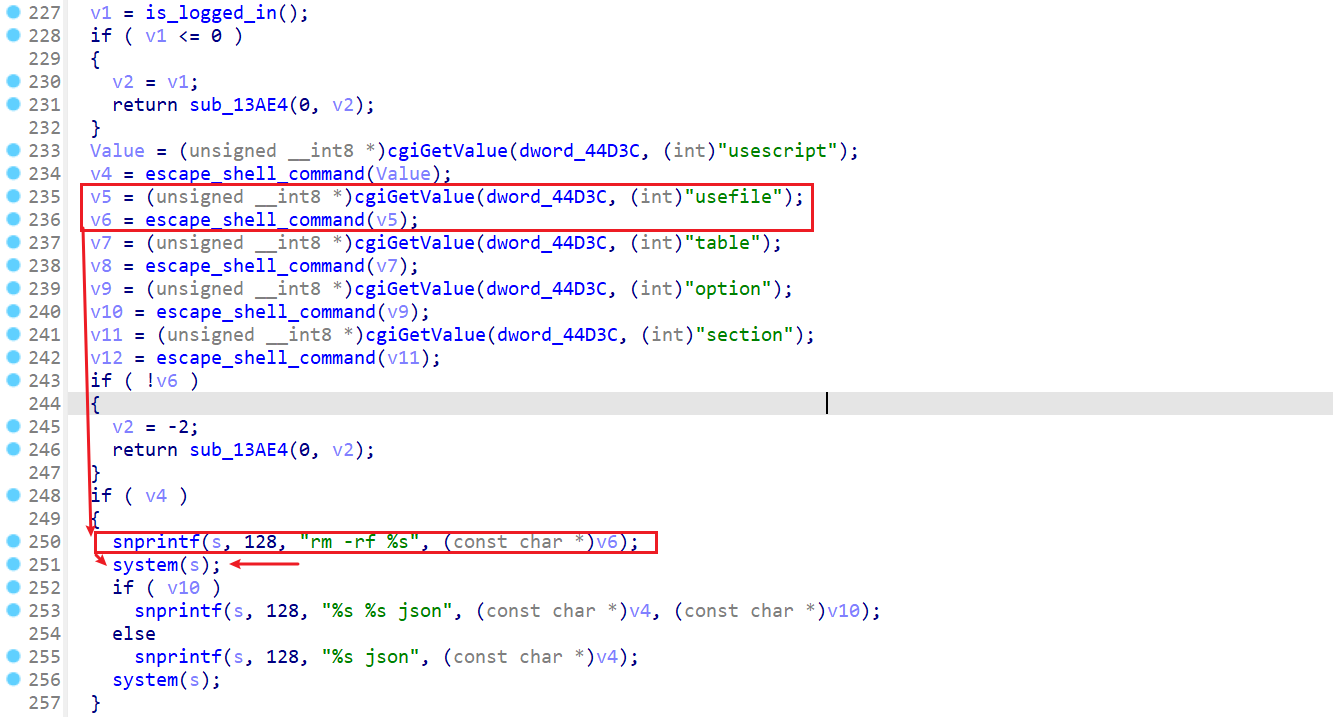 227 v1 = is_logged_in();
228 if ( v1 <= 0 )
229 {
230 v2 = v1;
231 return sub_13AE4(0, v2);
232 }
233 Value = (unsigned __int8 *)cgiGetValue(dword_44D3C, (int)"usescript");
234 v4 = escape_shell_command(Value);
235 v5 = (unsigned __int8 *)cgiGetValue(dword_44D3C, (int)"usefile");
236 v6 = escape_shell_command(v5);
237 v7 = (unsigned __int8 *)cgiGetValue(dword_44D3C, (int)"table");
238 v8 = escape_shell_command(v7);
239 v9 = (unsigned __int8 *)cgiGetValue(dword_44D3C, (int)"option");
240 v10 = escape_shell_command(v9);
241 v11 = (unsigned __int8 *)cgiGetValue(dword_44D3C, (int)"section");
242 v12 = escape_shell_command(v11);
243 if ( !v6 )
244 {
245 v2 = -2;
246 return sub_13AE4(0, v2);
247 }
248 if ( v4 )
249 {
250 snprintf(s, 128, "rm -rf %s", (const char *)v6);
251 system(s);
252 if ( v10 )
253 snprintf(s, 128, "%s %s json", (const char *)v4, (const char *)v10);
254 else
255 snprintf(s, 128, "%s json", (const char *)v4);
256 system(s);
257 }